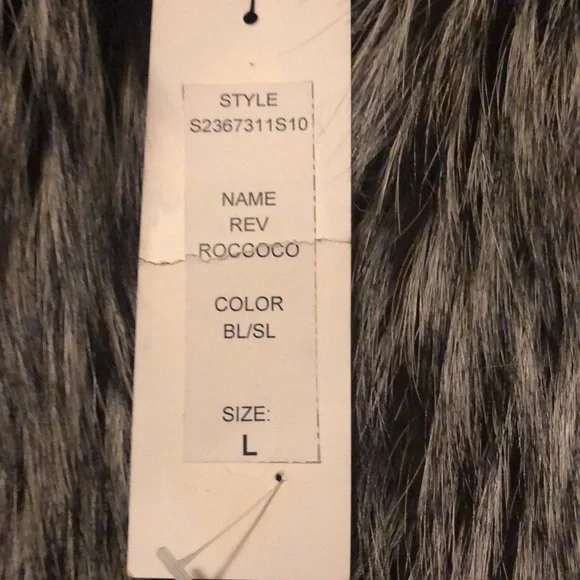 STYLE
S2367311S10
NAME
REV
ROCCOCO
COLOR
BL/SL
SIZE:
L